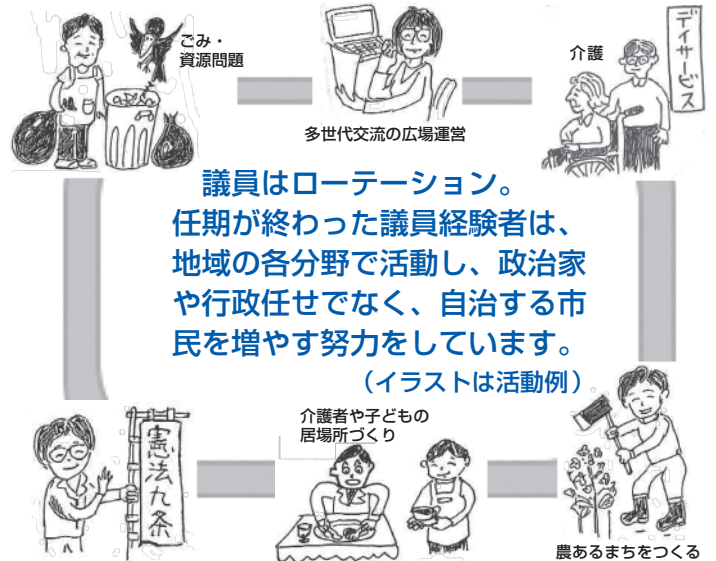 ごみ・
資源問題
多世代交流の広場運営
介護
デイサービス
議員はローテーション。
任期が終わった議員経験者は、
地域の各分野で活動し、政治家
や行政任せでなく、自治する市
民を増やす努力をしています。
（イラストは活動例）
憲法九条
介護者や子どもの
居場所づくり
農あるまちをつくる